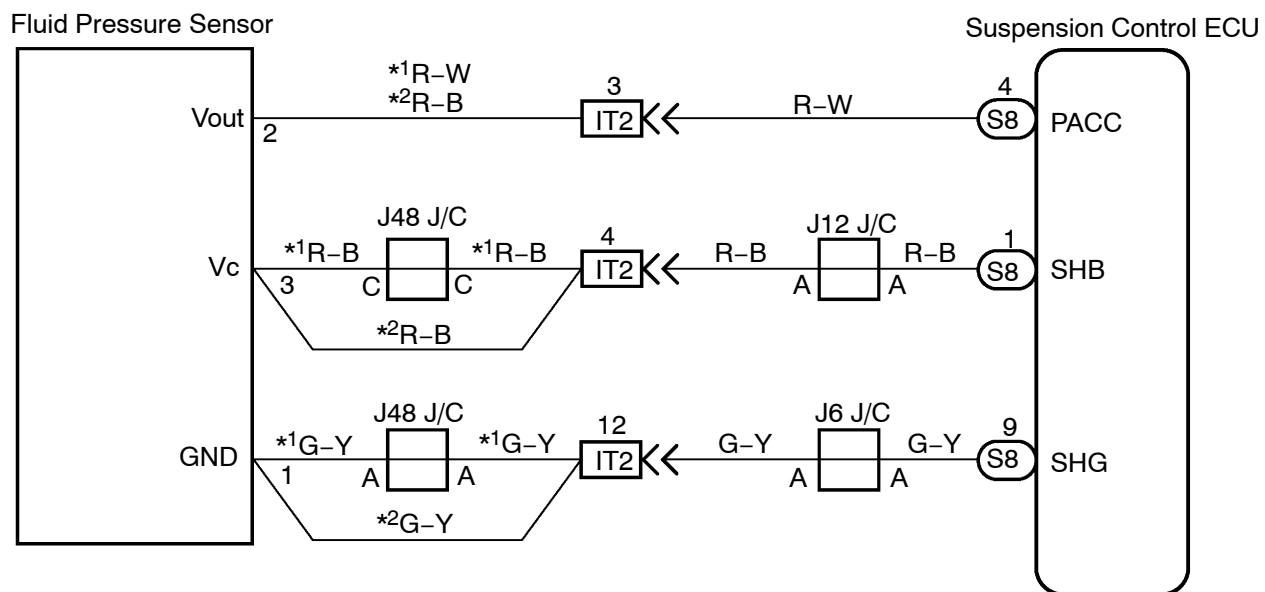 Fluid Pressure Sensor
Suspension Control ECU
*1R–W
*2R–B
Vout
2
3
IT2
R–W
4
S8
PACC
J48 J/C
*1R–B
*1R–B
Vc
3
C
C
*2R–B
4
IT2
R–B
J12 J/C
A
A
R–B
1
S8
SHB
J48 J/C
*1G–Y
*1G–Y
GND
1
A
A
*2G–Y
12
IT2
G–Y
J6 J/C
A
A
G–Y
9
S8
SHG